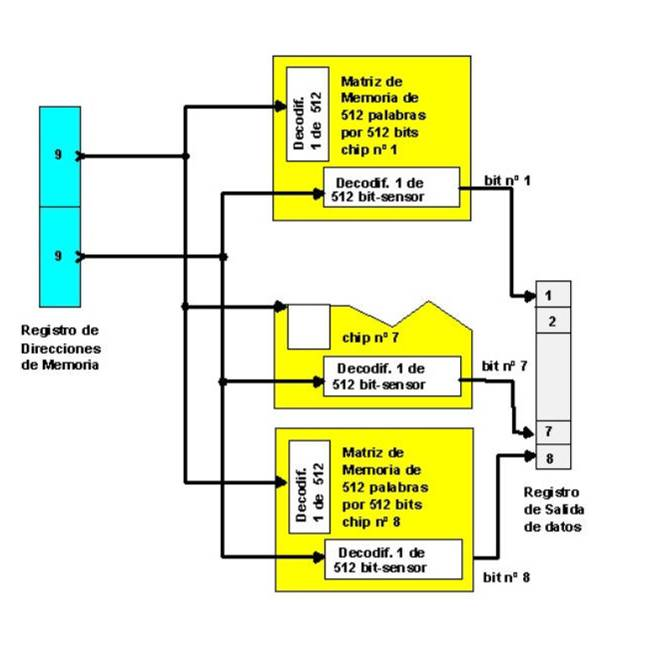 9
9
Registro de
Direcciones
de Memoria
Decodif.
1 de 512
Matriz de
Memoria de
512 palabras
por 512 bits
chip nº 1
Decodif. 1 de
512 bit-sensor
bit nº 1
chip nº 7
Decodif. 1 de
512 bit-sensor
bit nº 7
Decodif.
1 de 512
Matriz de
Memoria de
512 palabras
por 512 bits
chip nº 8
Decodif. 1 de
512 bit-sensor
bit nº 8
1
2
7
8
Registro
de Salida
de datos